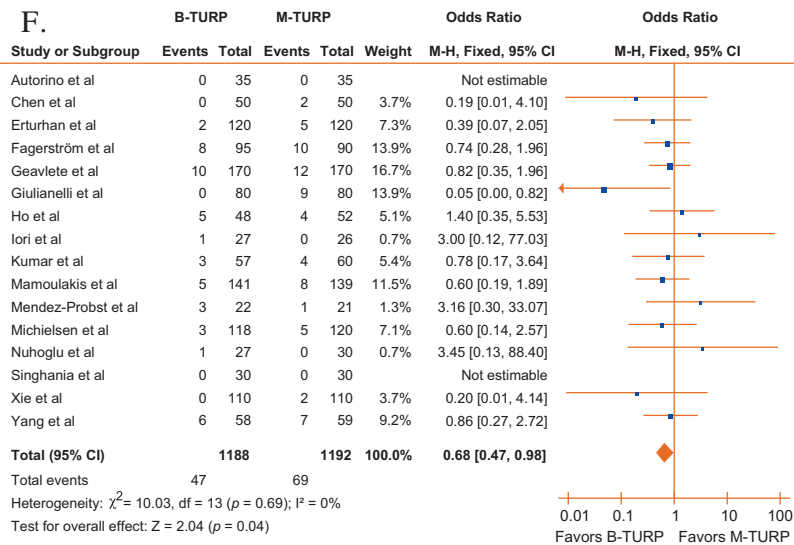 F.
B-TURP M-TURP Odds Ratio Odds Ratio
Study or Subgroup Events Total Events Total Weight M-H, Fixed, 95% CI M-H, Fixed, 95% CI
Autorino et al 0 35 0 35 Not estimable
Chen et al 0 50 2 50 3.7% 0.19 [0.01, 4.10]
Erturhan et al 2 120 5 120 7.3% 0.39 [0.07, 2.05]
Fagerström et al 8 95 10 90 13.9% 0.74 [0.28, 1.96]
Geavlete et al 10 170 12 170 16.7% 0.82 [0.35, 1.96]
Giulianelli et al 0 80 9 80 13.9% 0.05 [0.00, 0.82]
Ho et al 5 48 4 52 5.1% 1.40 [0.35, 5.53]
Iori et al 1 27 0 26 0.7% 3.00 [0.12, 77.03]
Kumar et al 3 57 4 60 5.4% 0.78 [0.17, 3.64]
Mamoulakis et al 5 141 8 139 11.5% 0.60 [0.19, 1.89]
Mendez-Probst et al 3 22 1 21 1.3% 3.16 [0.30, 33.07]
Michielsen et al 3 118 5 120 7.1% 0.60 [0.14, 2.57]
Nuhoglu et al 1 27 0 30 0.7% 3.45 [0.13, 88.40]
Singhania et al 0 30 0 30 Not estimable
Xie et al 0 110 2 110 3.7% 0.20 [0.01, 4.14]
Yang et al 6 58 7 59 9.2% 0.86 [0.27, 2.72]
Total (95% CI) 1188 1192 100.0% 0.68 [0.47, 0.98]
Total events 47 69
Heterogeneity: χ2= 10.03, df = 13 (p = 0.69); I² = 0%
Test for overall effect: Z = 2.04 (p = 0.04)
0.01 0.1 1 10 100
Favors B-TURP Favors M-TURP